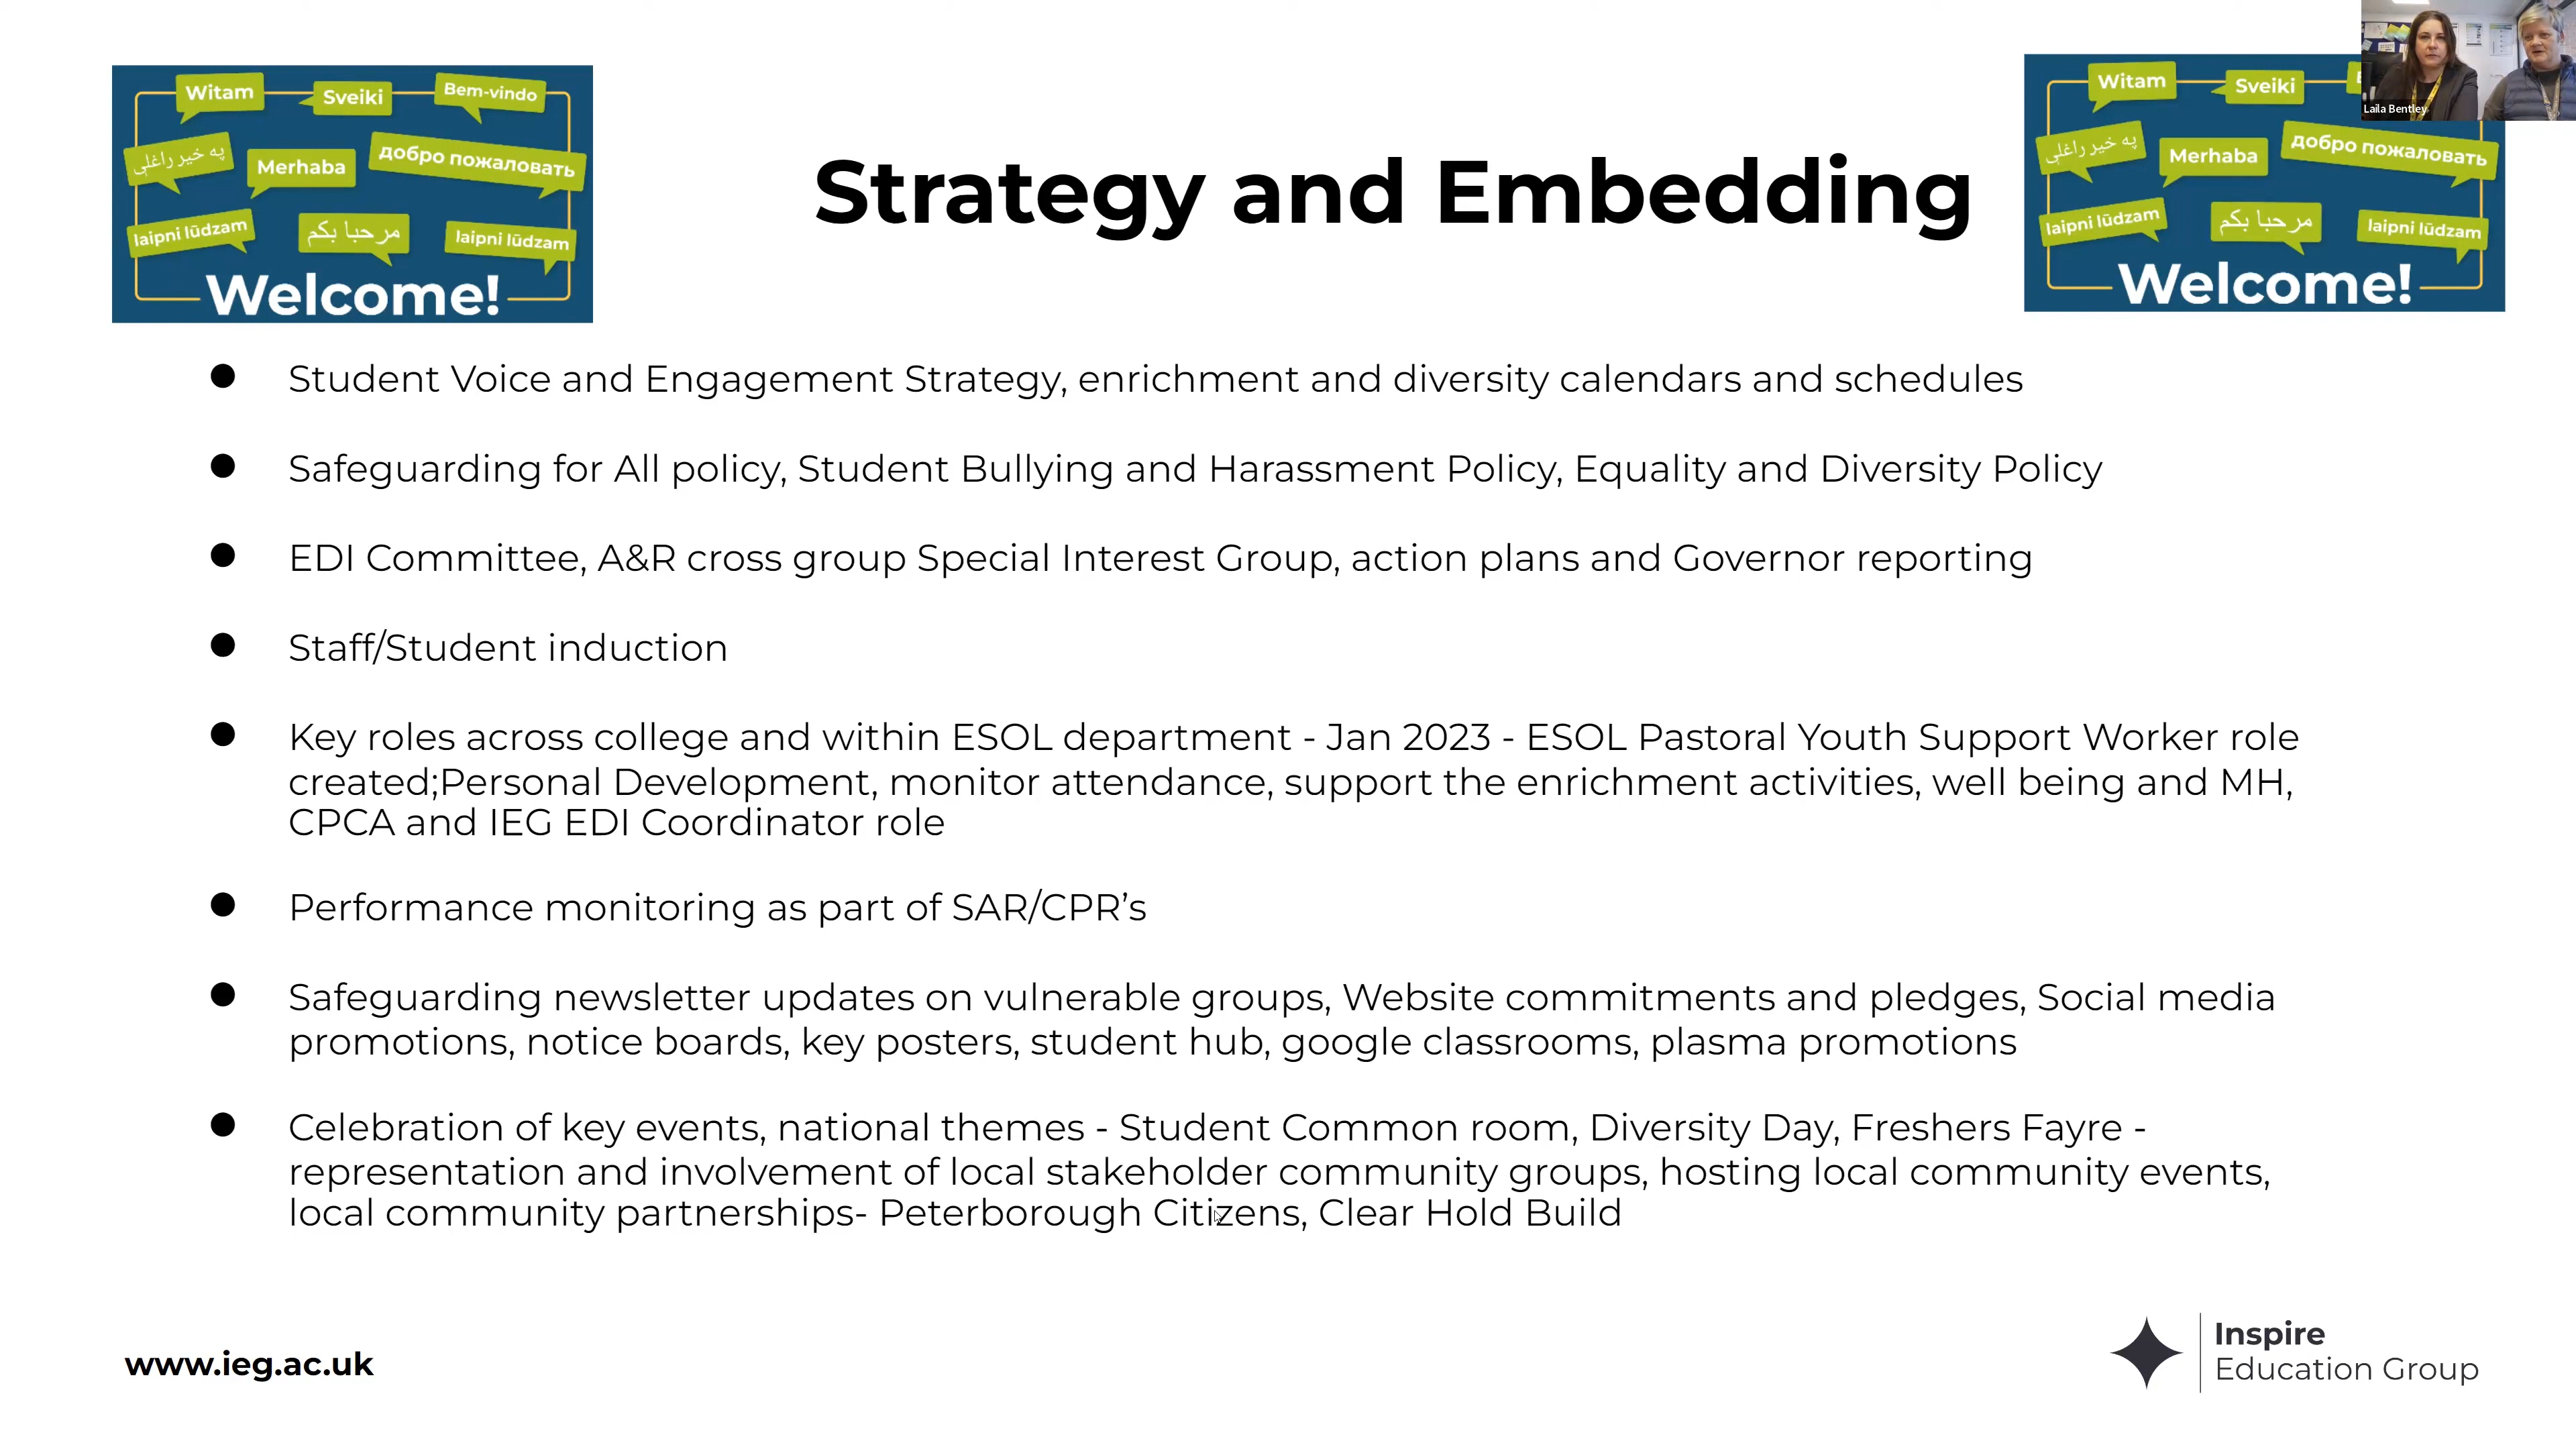 Witam
Sveiki
Bem-vindo
په خیر راغلی
Merhaba
добро пожаловать
laipni lūdzam
مرحبا بكم
laipni lūdzam
Welcome!
Strategy and Embedding
Witam
Sveiki
په خیر راغلی
Merhaba
добро пожаловать
laipni lūdzam
مرحبا بكم
laipni lūdzam
Welcome!
Laila Bentley
● Student Voice and Engagement Strategy, enrichment and diversity calendars and schedules
● Safeguarding for All policy, Student Bullying and Harassment Policy, Equality and Diversity Policy
● EDI Committee, A&R cross group Special Interest Group, action plans and Governor reporting
● Staff/Student induction
● Key roles across college and within ESOL department - Jan 2023 - ESOL Pastoral Youth Support Worker role
created;Personal Development, monitor attendance, support the enrichment activities, well being and MH,
CPCA and IEG EDI Coordinator role
● Performance monitoring as part of SAR/CPR’s
● Safeguarding newsletter updates on vulnerable groups, Website commitments and pledges, Social media
promotions, notice boards, key posters, student hub, google classrooms, plasma promotions
● Celebration of key events, national themes - Student Common room, Diversity Day, Freshers Fayre -
representation and involvement of local stakeholder community groups, hosting local community events,
local community partnerships- Peterborough Citizens, Clear Hold Build
www.ieg.ac.uk
Inspire
Education Group